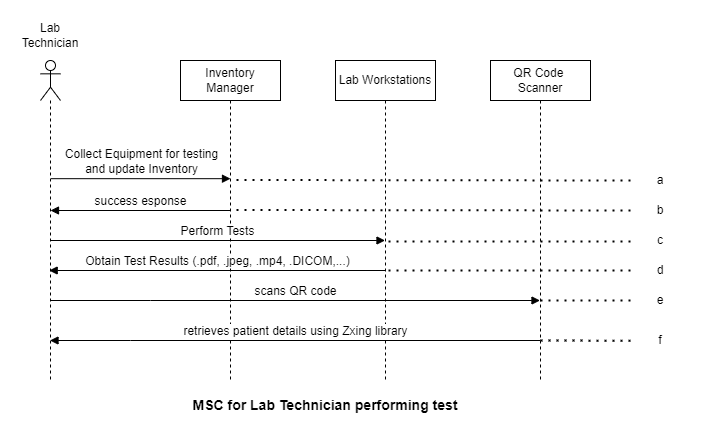 Lab
Technician
Inventory
Manager
Lab Workstations
QR Code
Scanner
Collect Equipment for testing
and update Inventory
a
success esponse
b
Perform Tests
c
Obtain Test Results (.pdf, .jpeg, .mp4, .DICOM,...)
d
scans QR code
e
retrieves patient details using Zxing library
f
MSC for Lab Technician performing test